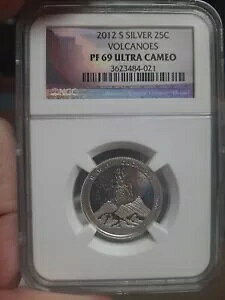 2012 S SILVER 25C
VOLCANOES
PF 69 ULTRA CAMEO
3623484-021
NGC